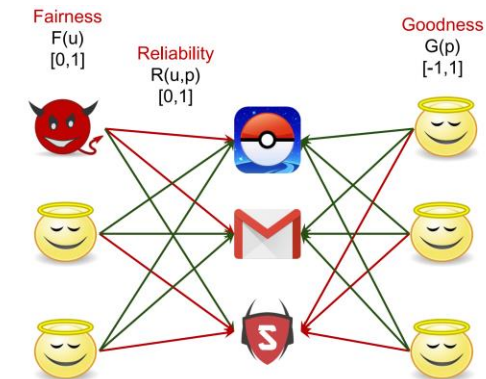 Fairness
F(u)
[0,1]
Reliability
R(u,p)
[0,1]
Goodness
G(p)
[-1,1]
S